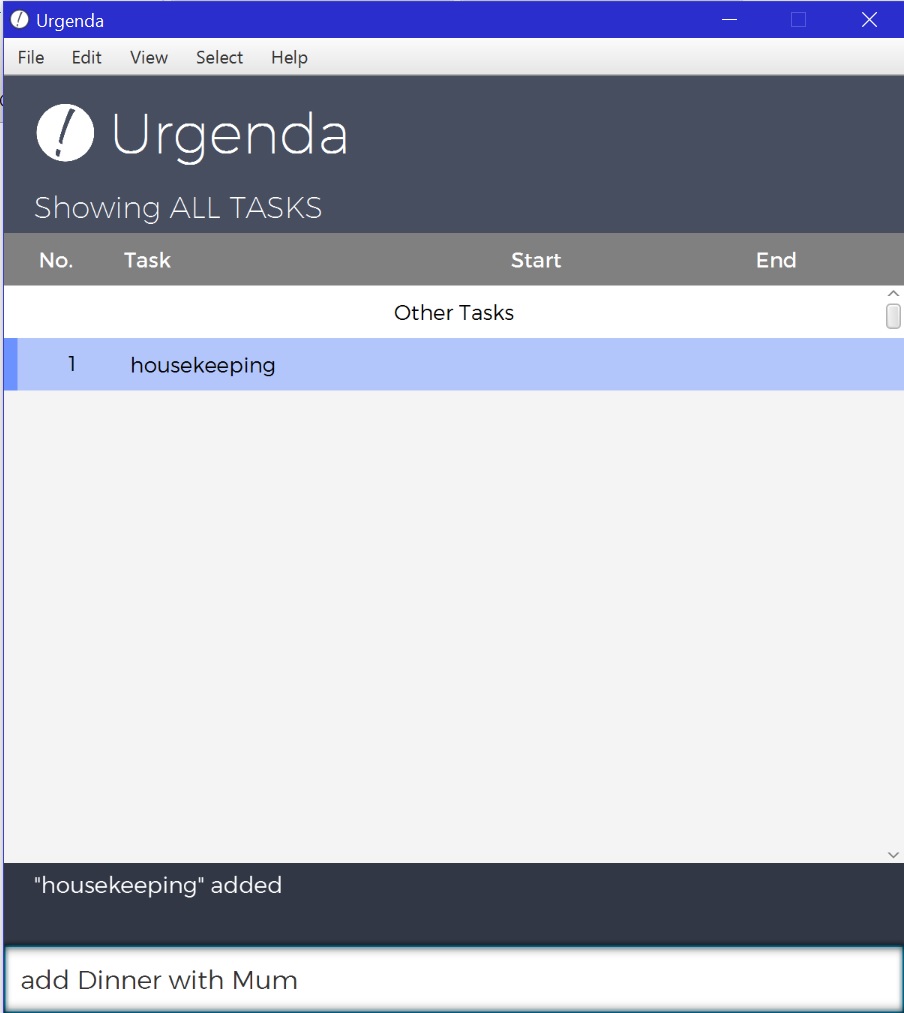 Urgenda
File Edit View Select Help
Urgenda
Showing ALL TASKS
No. Task Start End
Other Tasks
1 housekeeping
"housekeeping" added
add Dinner with Mum